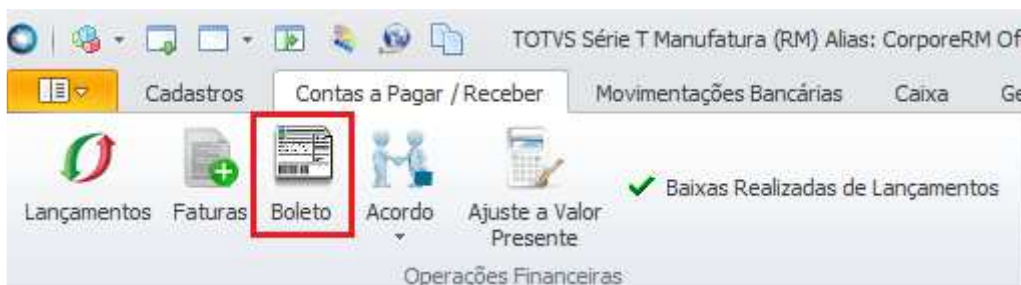 TOTVS Série T Manufatura (RM) Alias: CorporeRM Of
Cadastros Contas a Pagar / Receber Movimentações Bancárias Caixa Ge
Lançamentos Faturas Boleto Acordo Ajuste a Valor Presente Baixas Realizadas de Lançamentos
Operações Financeiras